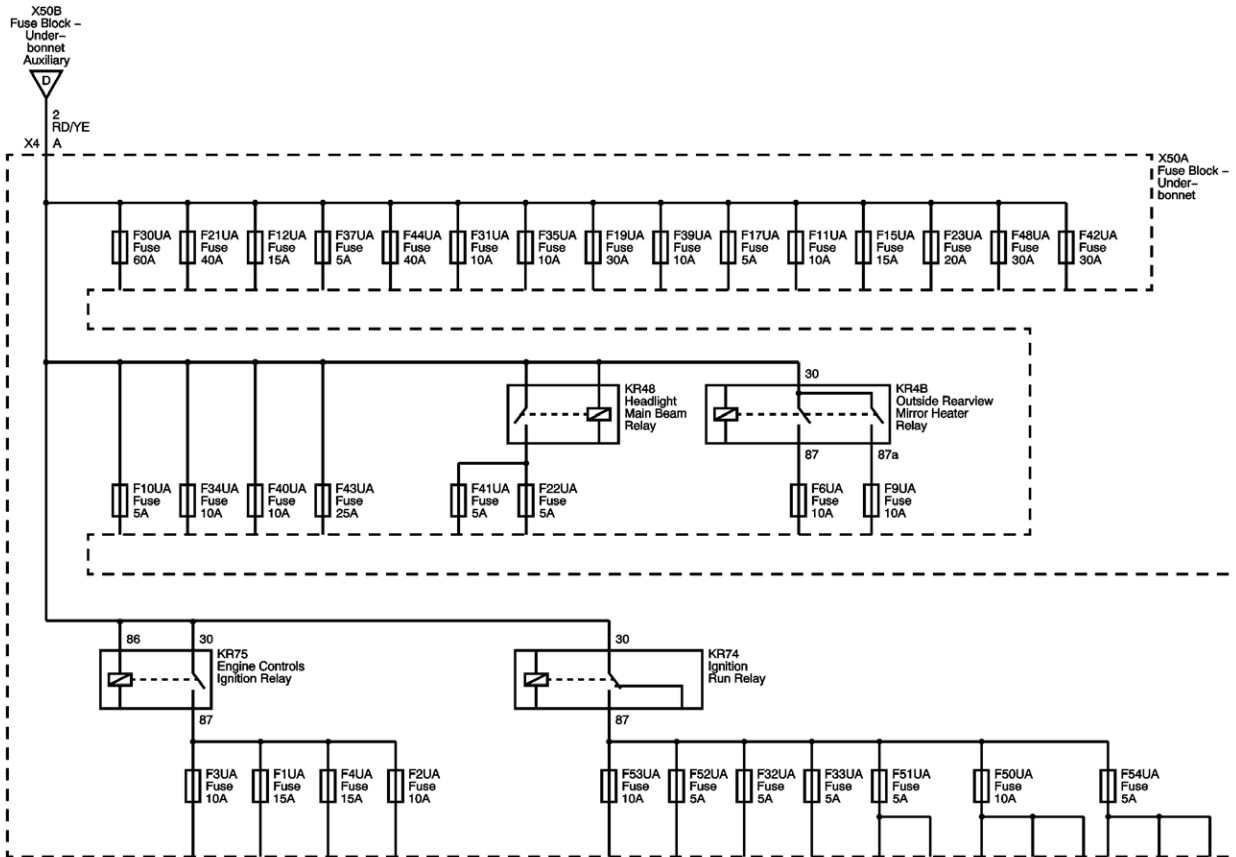 X50B
Fuse Block –
Under–
bonnet
Auxiliary
D
2
RD/YE
X4 A
X50A
Fuse Block –
Under–
bonnet
F30UA
Fuse
60A
F21UA
Fuse
40A
F12UA
Fuse
15A
F37UA
Fuse
5A
F44UA
Fuse
40A
F31UA
Fuse
10A
F35UA
Fuse
10A
F19UA
Fuse
30A
F39UA
Fuse
10A
F17UA
Fuse
5A
F11UA
Fuse
10A
F15UA
Fuse
15A
F23UA
Fuse
20A
F48UA
Fuse
30A
F42UA
Fuse
30A
KR48
Headlight
Main Beam
Relay
30
KR4B
Outside Rearview
Mirror Heater
Relay
87
87a
F10UA
Fuse
5A
F34UA
Fuse
10A
F40UA
Fuse
10A
F43UA
Fuse
25A
F41UA
Fuse
5A
F22UA
Fuse
5A
F6UA
Fuse
10A
F9UA
Fuse
10A
86
30
KR75
Engine Controls
Ignition Relay
87
30
KR74
Ignition
Run Relay
87
F3UA
Fuse
10A
F1UA
Fuse
15A
F4UA
Fuse
15A
F2UA
Fuse
10A
F53UA
Fuse
10A
F52UA
Fuse
5A
F32UA
Fuse
5A
F33UA
Fuse
5A
F51UA
Fuse
5A
F50UA
Fuse
10A
F54UA
Fuse
5A